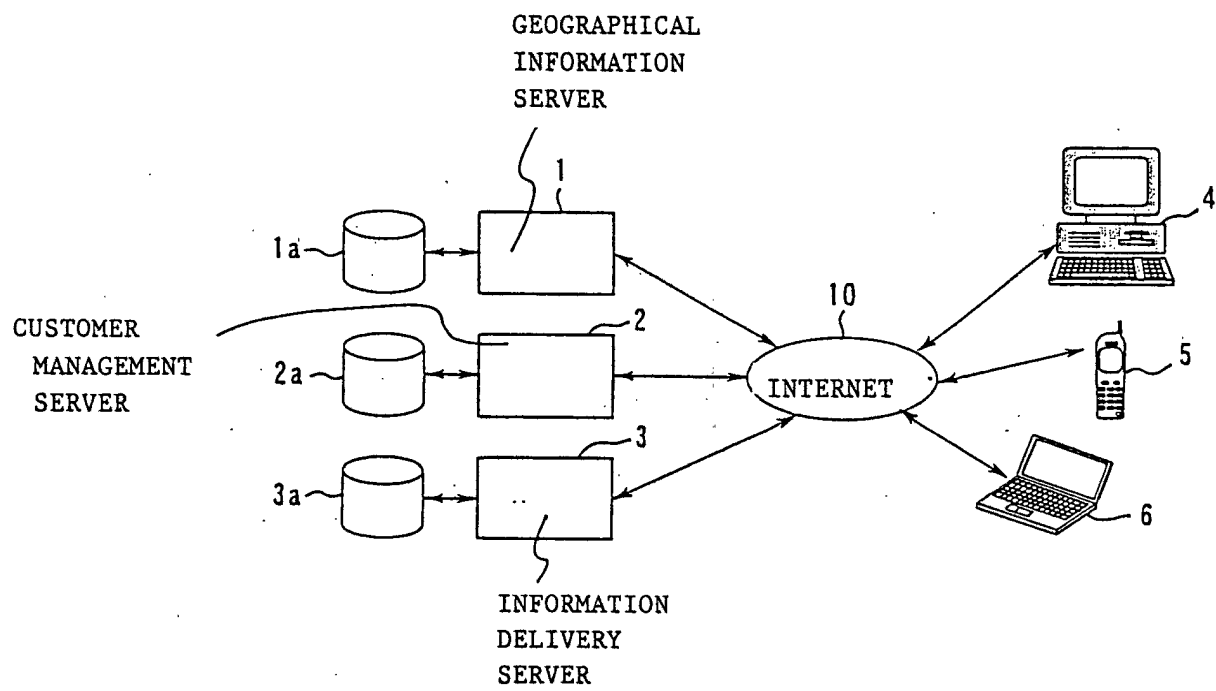 GEOGRAPHICAL
INFORMATION
SERVER
1
1a
4
10
CUSTOMER
MANAGEMENT
SERVER
2
2a
INTERNET
5
3
3a
6
INFORMATION
DELIVERY
SERVER